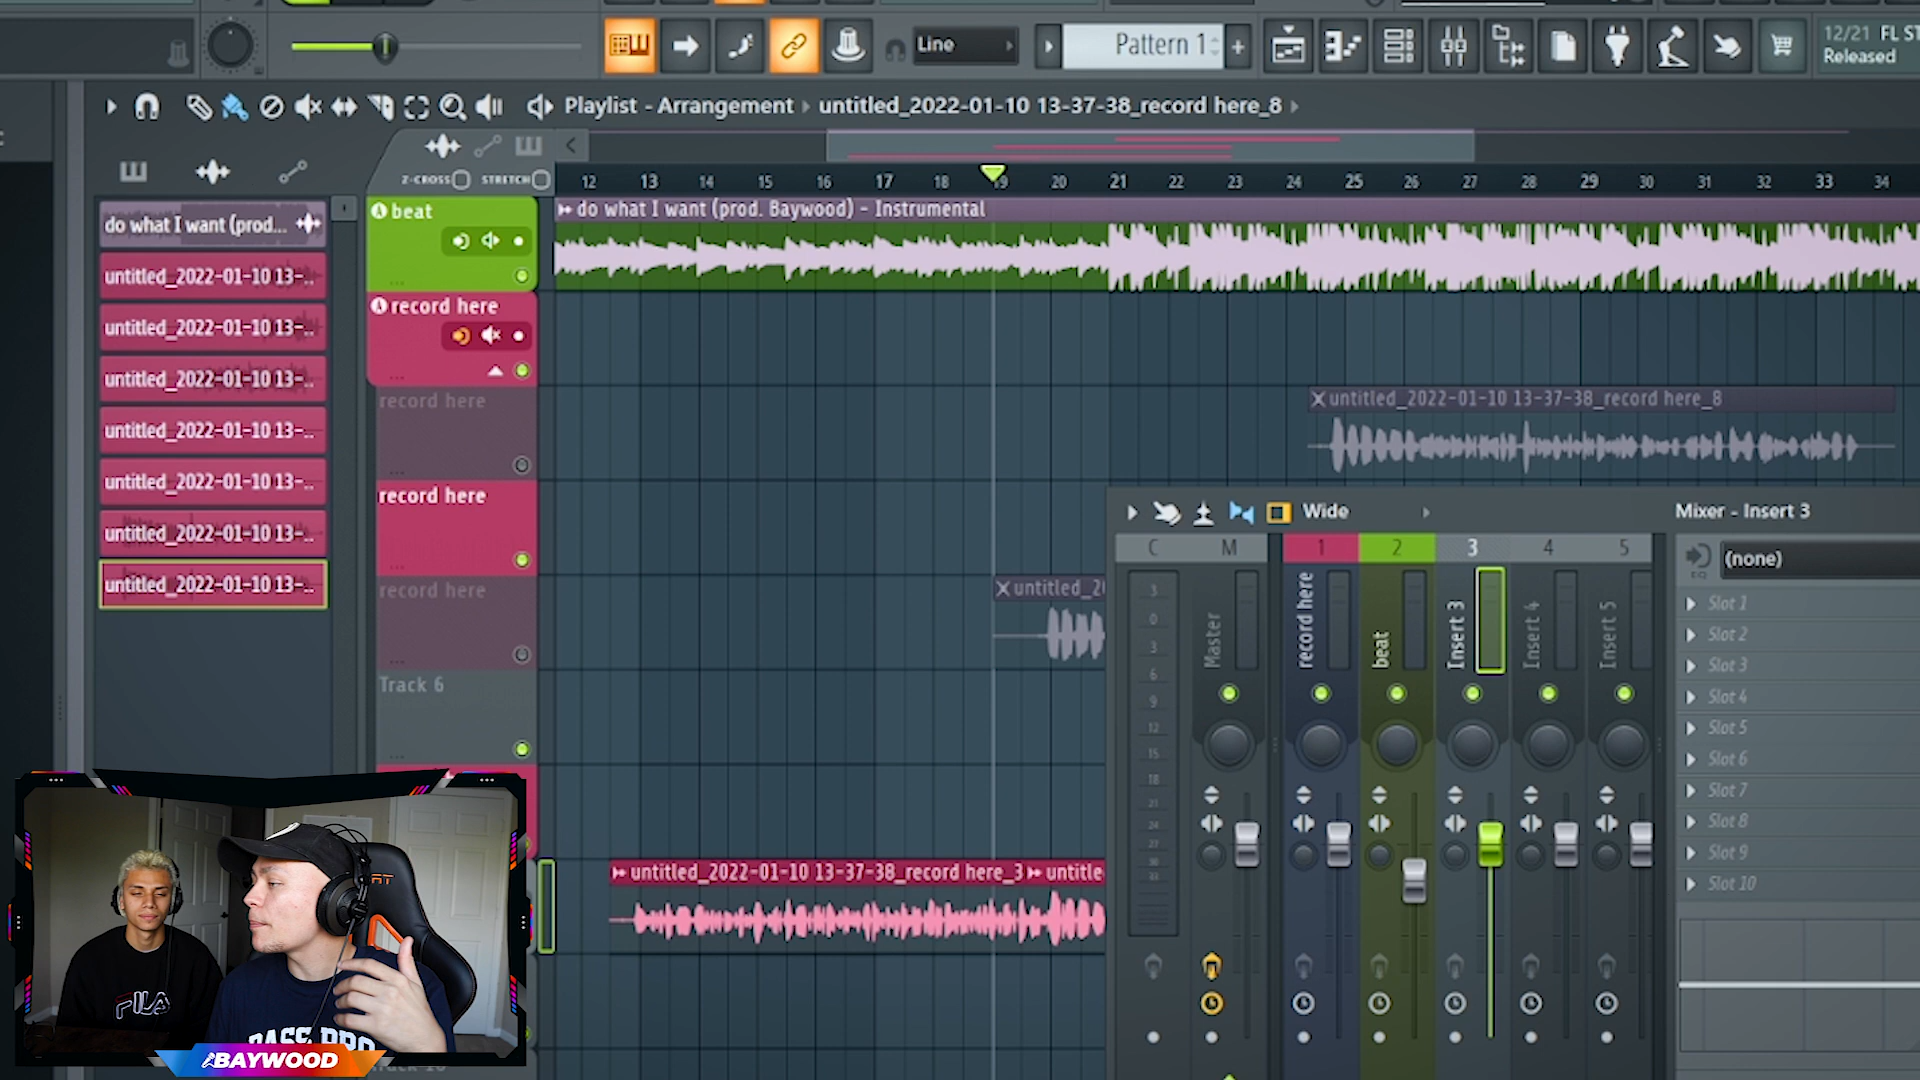 Line
Pattern 1
12/21 FL ST
Released
Playlist - Arrangement › untitled_2022-01-10 13-37-38_record here_8 ›
Z-CROSS STRETCH
12 13 14 15 16 17 18 19 20 21 22 23 24 25 26 27 28 29 30 31 32 33 34
do what I want (prod...
untitled_2022-01-10 13-..
untitled_2022-01-10 13-..
untitled_2022-01-10 13-..
untitled_2022-01-10 13-..
untitled_2022-01-10 13-..
untitled_2022-01-10 13-..
untitled_2022-01-10 13-..
beat
do what I want (prod. Baywood) - Instrumental
record here
record here
untitled_2022-01-10 13-37-38_record here_8
record here
record here
untitled_2
Track 6
untitled_2022-01-10 13-37-38_record here_3
untitle
Wide
Mixer - Insert 3
C M 1 2 3 4 5
(none)
Master
record here
beat
Insert 3
Insert 4
Insert 5
Slot 1
Slot 2
Slot 3
Slot 4
Slot 5
Slot 6
Slot 7
Slot 8
Slot 9
Slot 10
FILA
BASS PRO
BAYWOOD